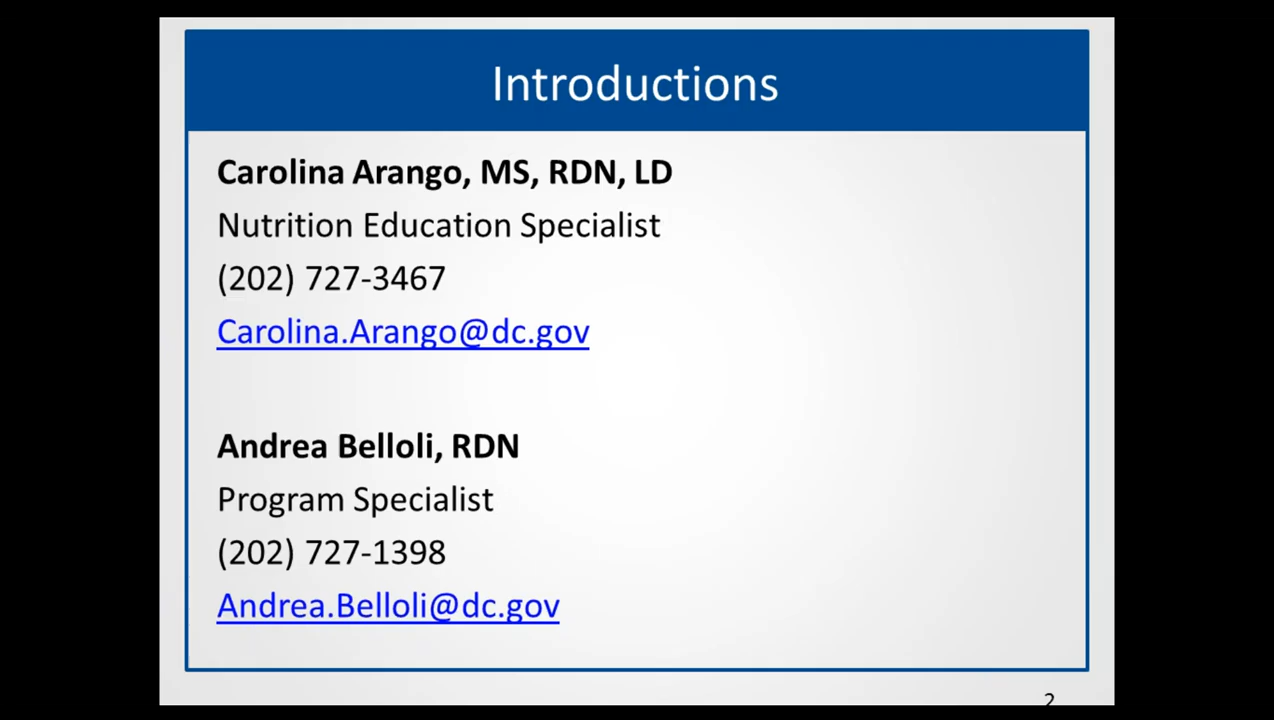 Introductions
Carolina Arango, MS, RDN, LD
Nutrition Education Specialist
(202) 727-3467
Carolina.Arango@dc.gov
Andrea Belloli, RDN
Program Specialist
(202) 727-1398
Andrea.Belloli@dc.gov
2